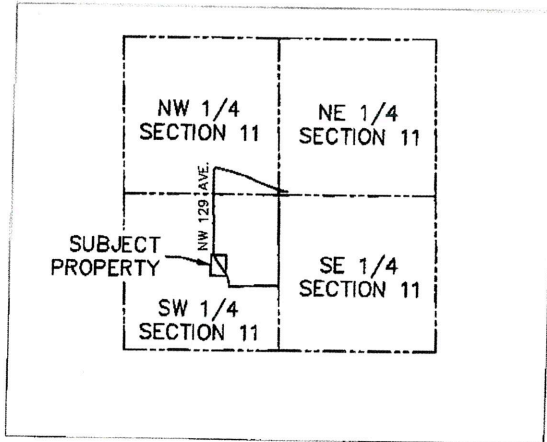 NW 1/4
SECTION 11
NE 1/4
SECTION 11
NW 129 AVE.
SUBJECT
PROPERTY
SW 1/4
SECTION 11
SE 1/4
SECTION 11